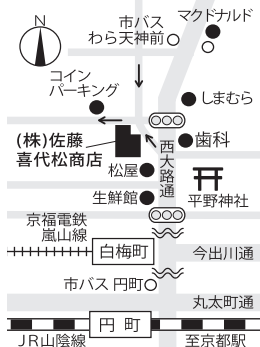 N
市バス
わら天神前
マクドナルド
コイン
パーキング
しまむら
(株)佐藤
喜代松商店
歯科
西大路通
松屋
生鮮館
平野神社
京福電鉄
嵐山線
白梅町
今出川通
市バス 円町
丸太町通
円 町
JR山陰線
至京都駅